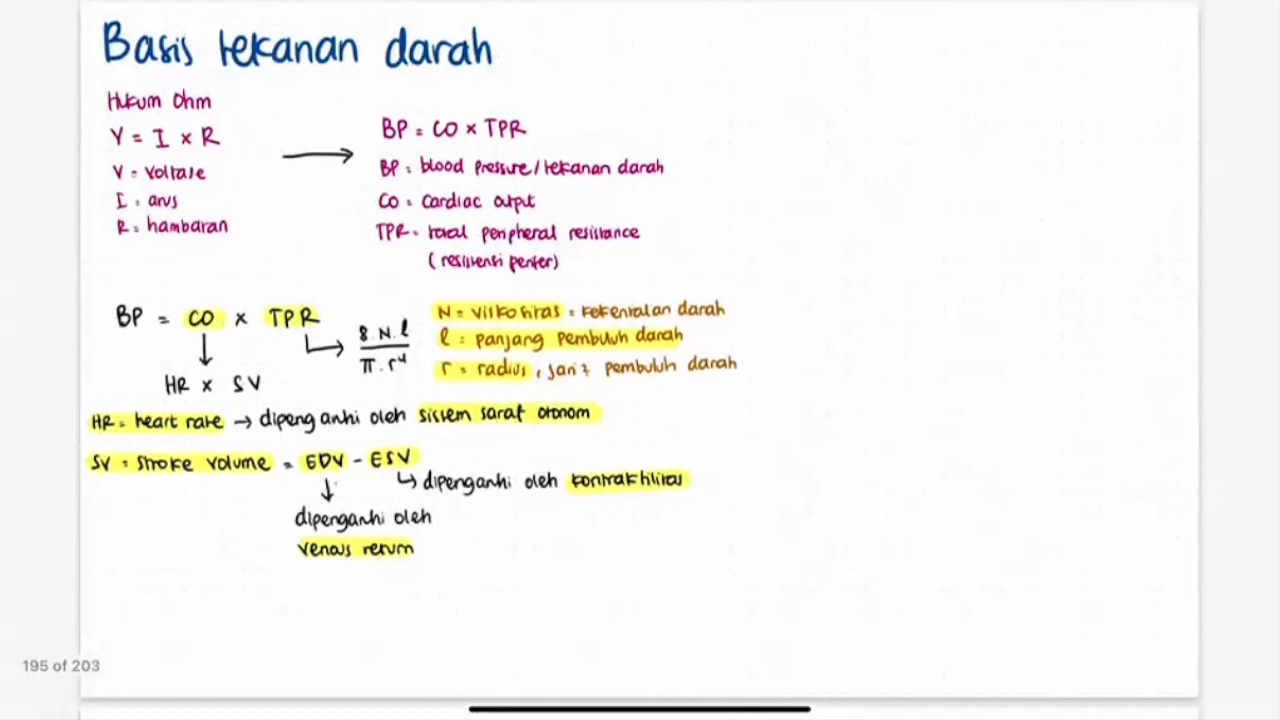 Basis tekanan darah
Hukum Ohm
V = I × R
V = voltase
I = arus
R = hambaran
BP = CO × TPR
BP = blood pressure/tekanan darah
CO = cardiac output
TPR = total peripheral resistance
(resistensi perifer)
BP = CO × TPR
8.N.l
π.r⁴
HR × SV
N = viskositas = kekentalan darah
l = panjang pembuluh darah
r = radius, jari² pembuluh darah
HR = heart rate → dipengaruhi oleh sistem saraf otonom
SV = stroke volume = EDV - ESV
↳ dipengaruhi oleh kontraktilitas
dipengaruhi oleh
venous return
195 of 203